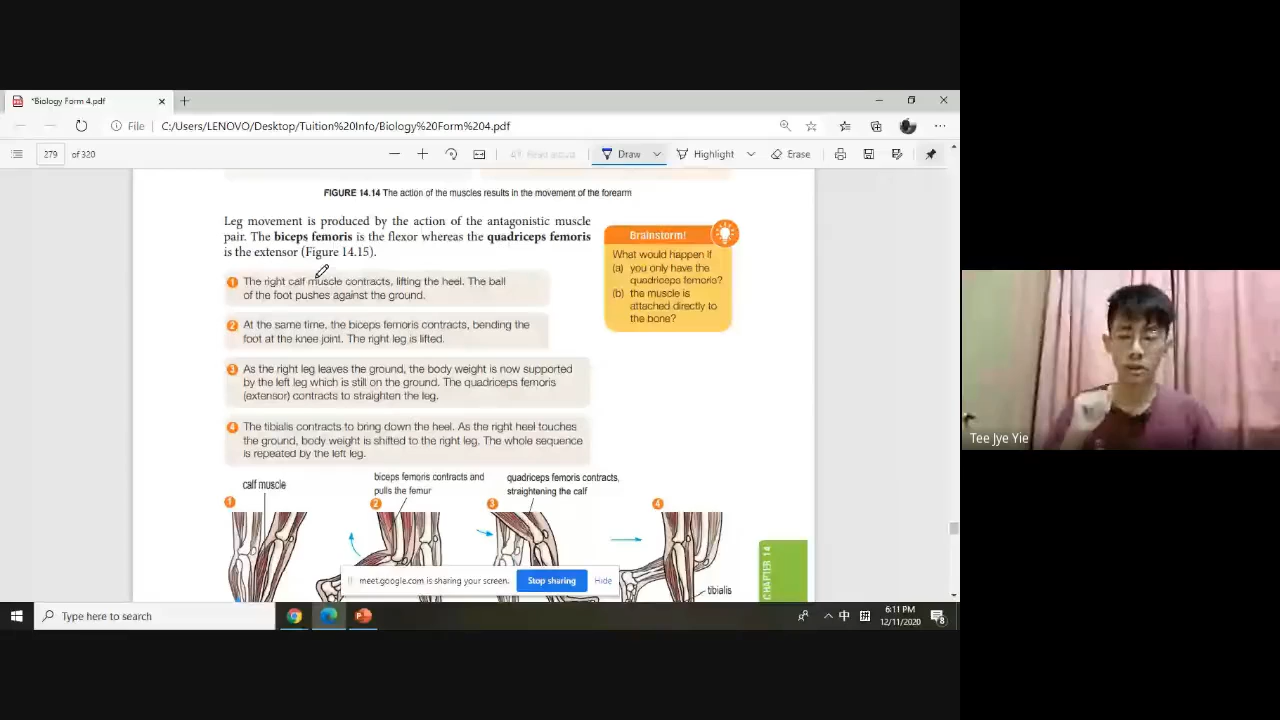 *Biology Form 4.pdf
File
C:/Users/LENOVO/Desktop/Tuition%20Info/Biology%20Form%204.pdf
279 of 320
Draw
Highlight
Erase
FIGURE 14.14 The action of the muscles results in the movement of the forearm
Leg movement is produced by the action of the antagonistic muscle
pair. The biceps femoris is the flexor whereas the quadriceps femoris
is the extensor (Figure 14.15).
Brainstorm!
What would happen if
(a) you only have the
quadriceps femoris?
(b) the muscle is
attached directly to
the bone?
1 The right calf muscle contracts, lifting the heel. The ball
of the foot pushes against the ground.
2 At the same time, the biceps femoris contracts, bending the
foot at the knee joint. The right leg is lifted.
3 As the right leg leaves the ground, the body weight is now supported
by the left leg which is still on the ground. The quadriceps femoris
(extensor) contracts to straighten the leg.
4 The tibialis contracts to bring down the heel. As the right heel touches
the ground, body weight is shifted to the right leg. The whole sequence
is repeated by the left leg.
1
calf muscle
2
biceps femoris contracts and
pulls the femur
3
quadriceps femoris contracts,
straightening the calf
4
tibialis
CHAPTER 14
meet.google.com is sharing your screen.
Stop sharing
Hide
Type here to search
中
6:11 PM
12/11/2020
8
Tee Jye Yie